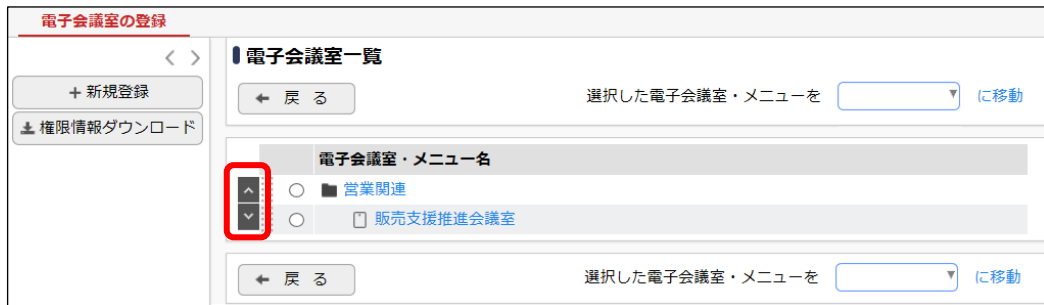 電子会議室の登録
電子会議室一覧
+ 新規登録
権限情報ダウンロード
戻 る
選択した電子会議室・メニューを に移動
電子会議室・メニュー名
営業関連
販売支援推進会議室
戻 る
選択した電子会議室・メニューを に移動